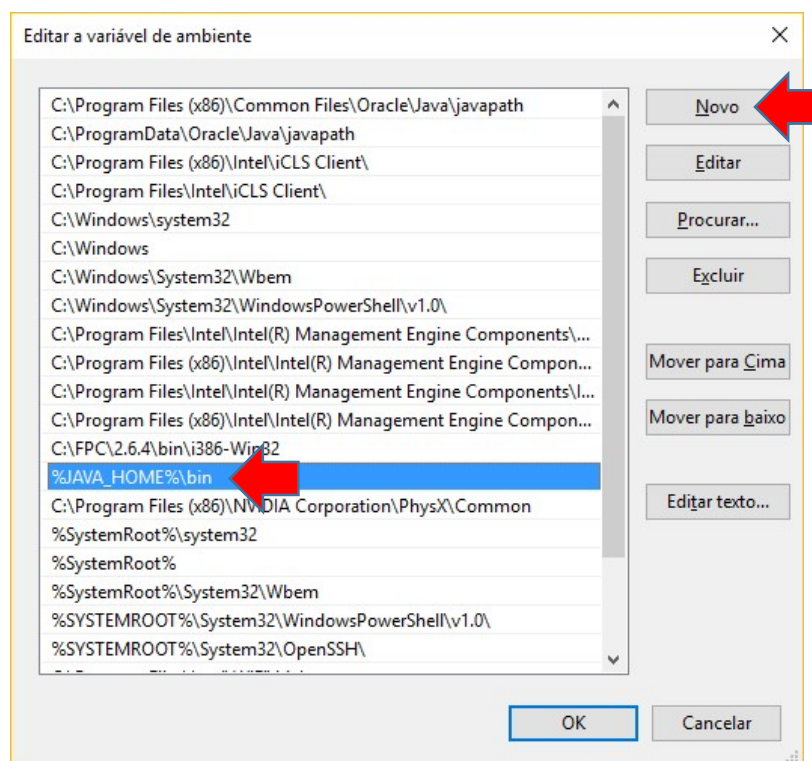 Editar a variável de ambiente
C:\Program Files (x86)\Common Files\Oracle\Java\javapath
C:\ProgramData\Oracle\Java\javapath
C:\Program Files (x86)\Intel\iCLS Client\
C:\Program Files\Intel\iCLS Client\
C:\Windows\system32
C:\Windows
C:\Windows\System32\Wbem
C:\Windows\System32\WindowsPowerShell\v1.0\
C:\Program Files\Intel\Intel(R) Management Engine Components\...
C:\Program Files (x86)\Intel\Intel(R) Management Engine Compon...
C:\Program Files\Intel\Intel(R) Management Engine Components\I...
C:\Program Files (x86)\Intel\Intel(R) Management Engine Compon...
C:\FPC\2.6.4\bin\i386-Win32
%JAVA_HOME%\bin
C:\Program Files (x86)\NVIDIA Corporation\PhysX\Common
%SystemRoot%\system32
%SystemRoot%
%SystemRoot%\System32\Wbem
%SYSTEMROOT%\System32\WindowsPowerShell\v1.0\
%SYSTEMROOT%\System32\OpenSSH\
Novo
Editar
Procurar...
Excluir
Mover para Cima
Mover para baixo
Editar texto...
OK
Cancelar